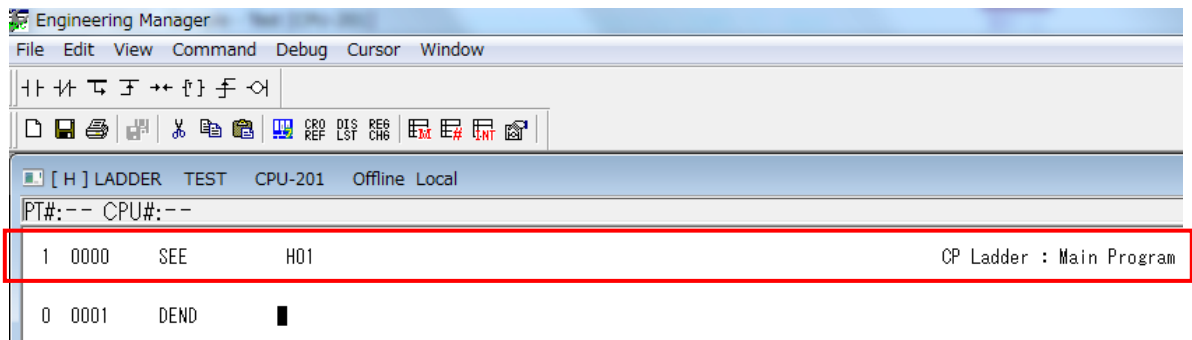 Engineering Manager
File Edit View Command Debug Cursor Window
CRO REF DIS LST REG CHG M # INT
[ H ] LADDER TEST CPU-201 Offline Local
PT#:-- CPU#:--
1 0000 SEE H01 CP Ladder : Main Program
0 0001 DEND